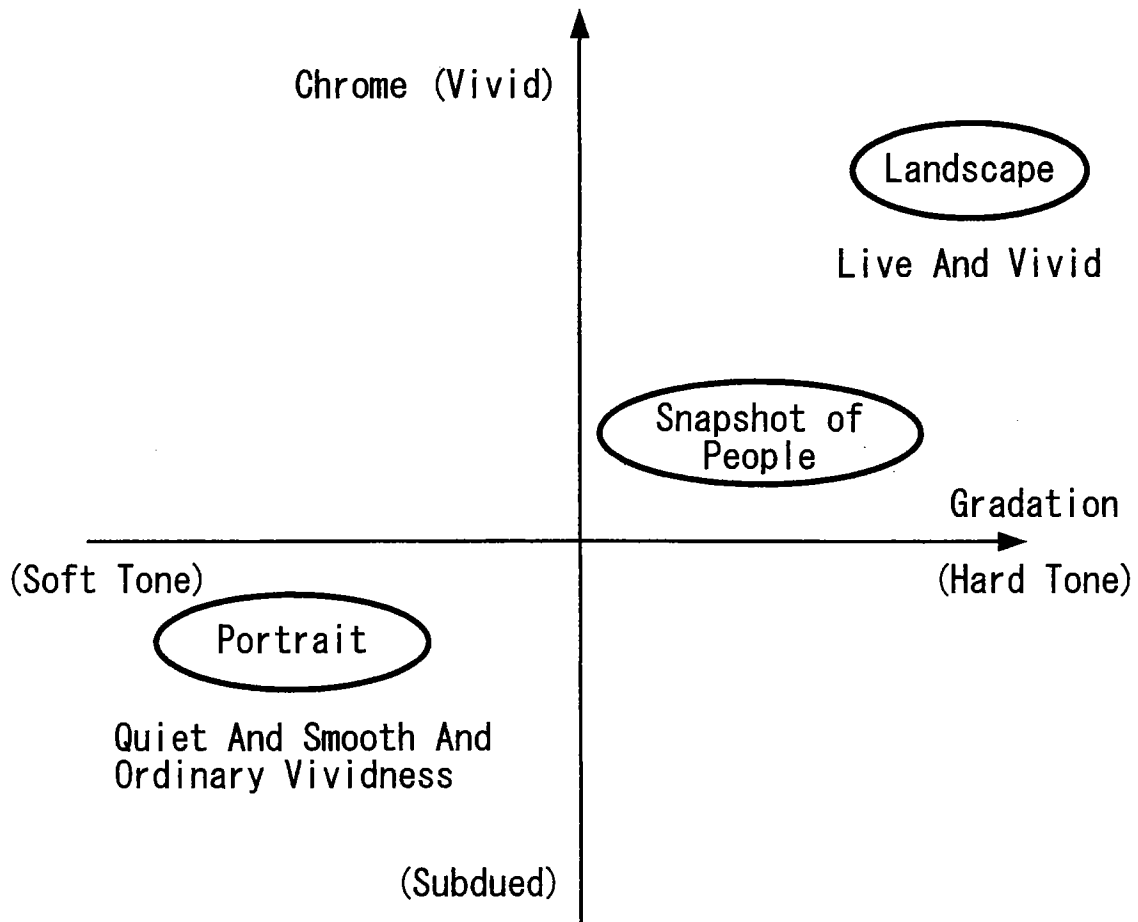 Chrome (Vivid)
Landscape
Live And Vivid
Snapshot of
People
Gradation
(Soft Tone)
(Hard Tone)
Portrait
Quiet And Smooth And
Ordinary Vividness
(Subdued)